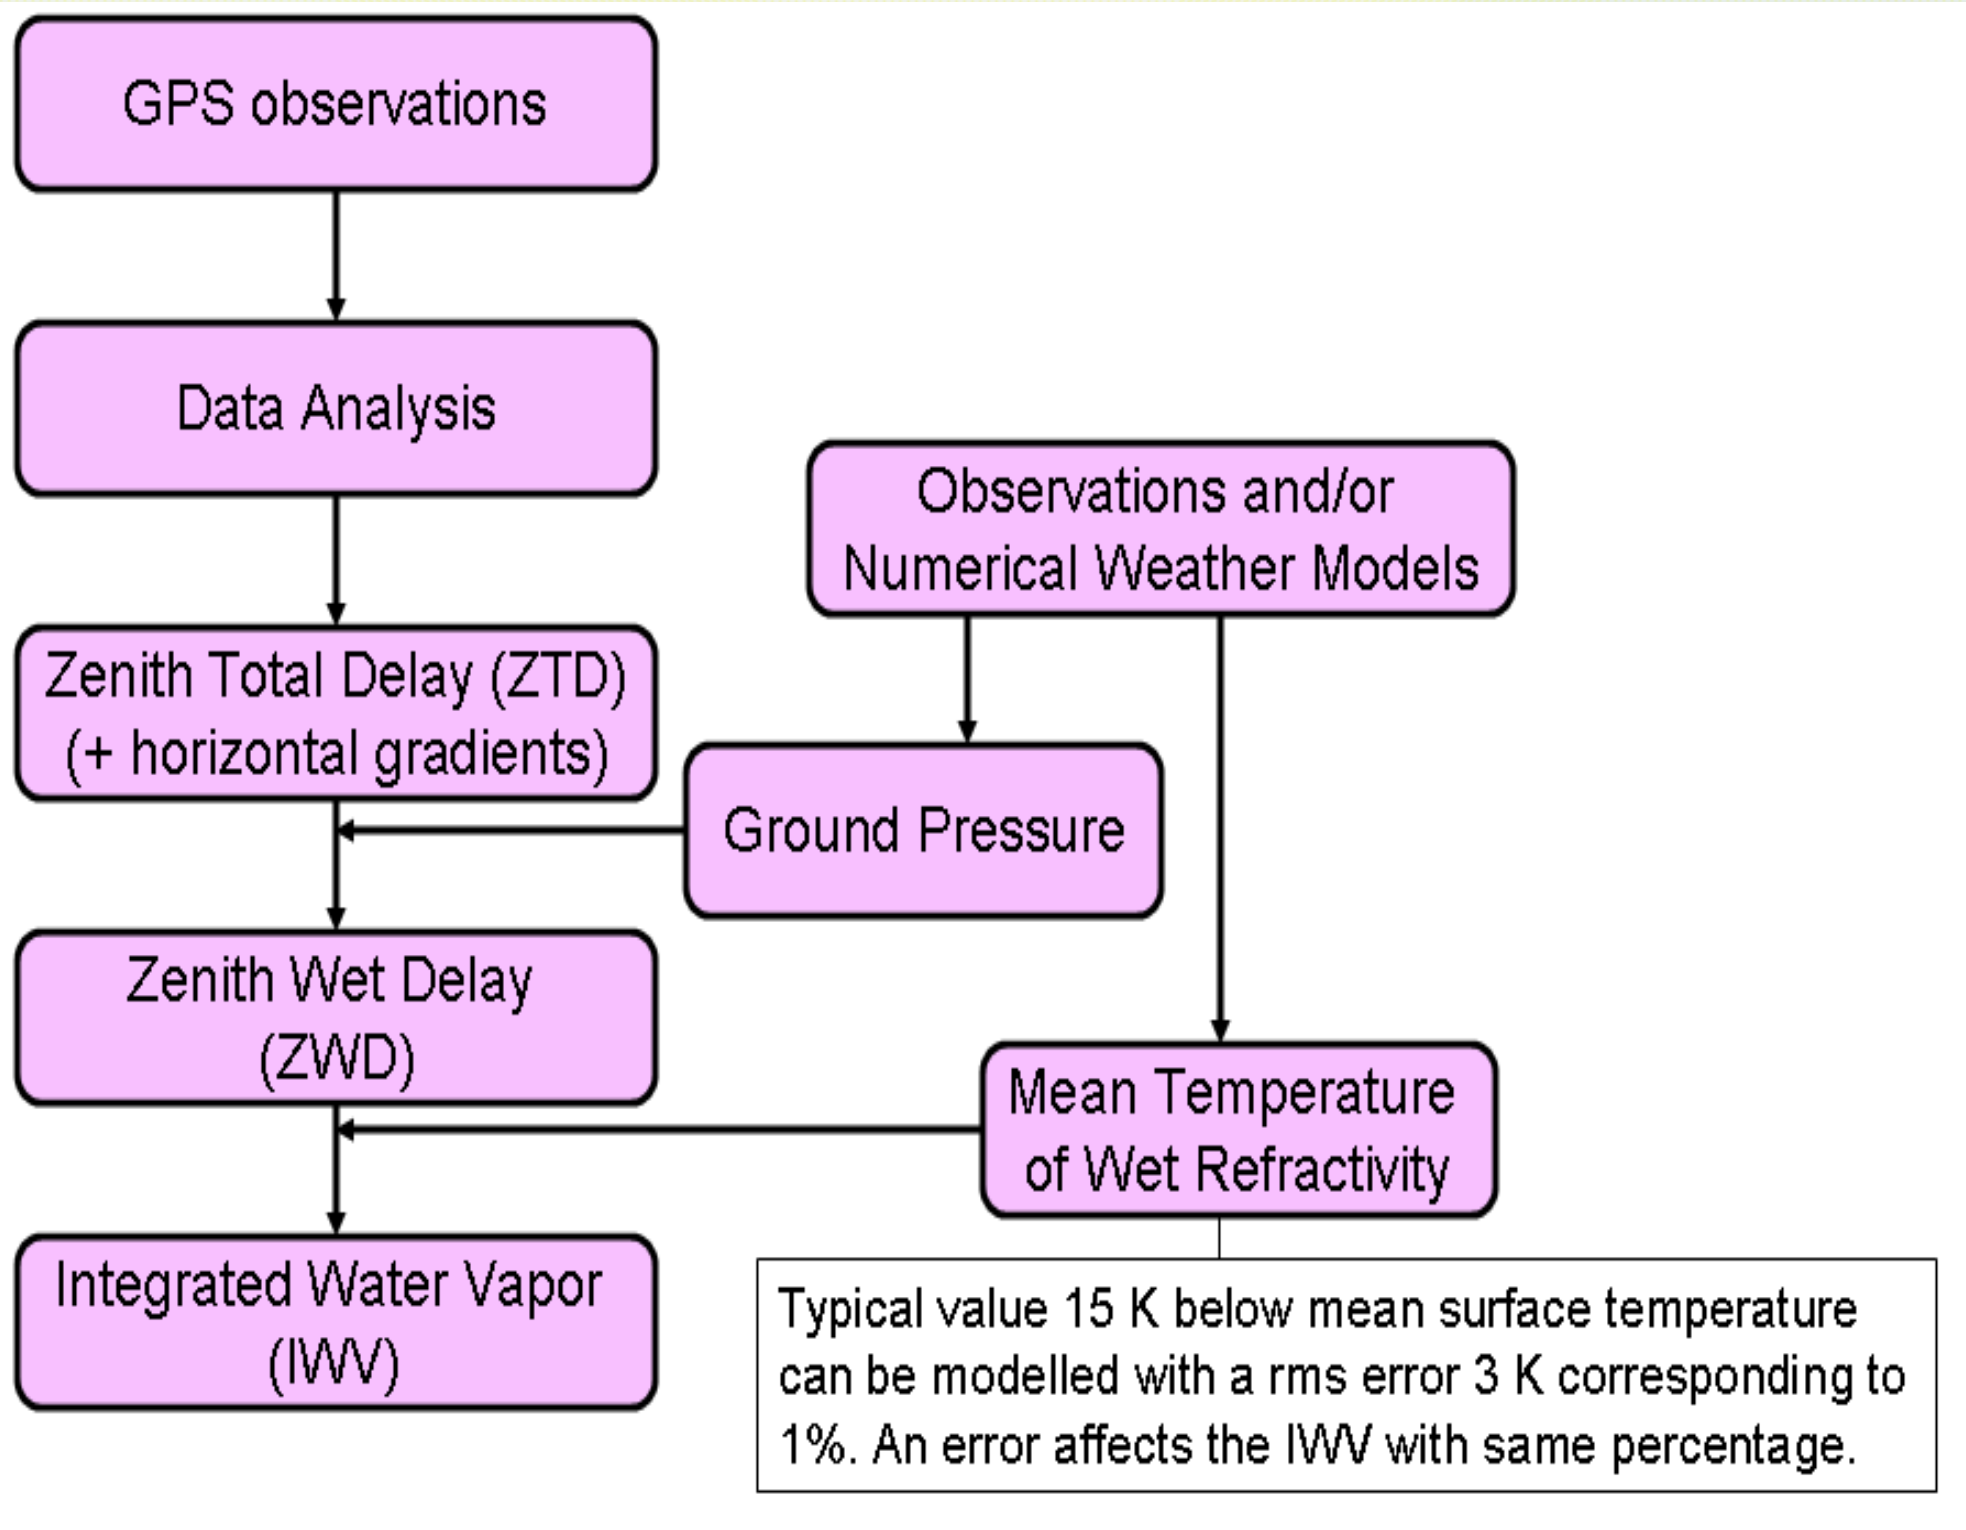 GPS observations
Data Analysis
Observations and/or
Numerical Weather Models
Zenith Total Delay (ZTD)
(+ horizontal gradients)
Ground Pressure
Zenith Wet Delay
(ZWD)
Mean Temperature
of Wet Refractivity
Integrated Water Vapor
(IWV)
Typical value 15 K below mean surface temperature
can be modelled with a rms error 3 K corresponding to
1%. An error affects the IWV with same percentage.